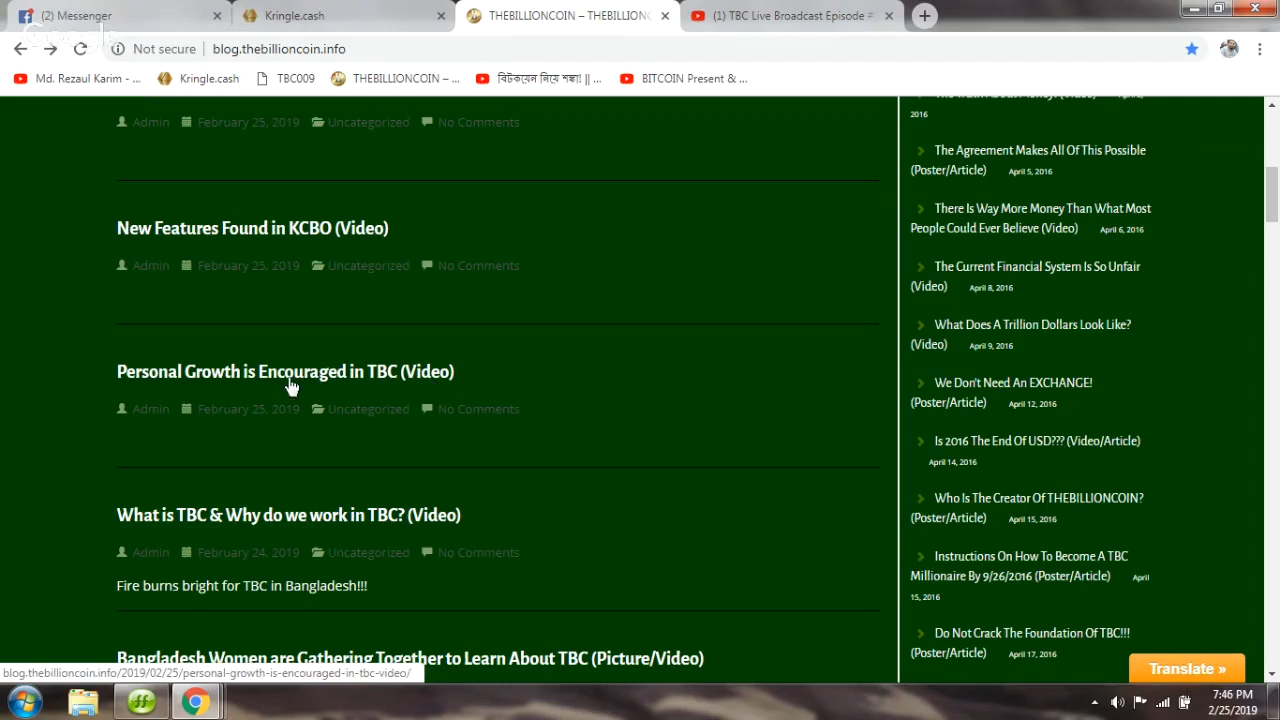 (2) Messenger
Kringle.cash
THEBILLIONCOIN – THEBILLION
(1) TBC Live Broadcast Episode #
Not secure | blog.thebillioncoin.info
Md. Rezaul Karim - ...
Kringle.cash
TBC009
THEBILLIONCOIN – ...
বিটকয়েন নিয়ে শঙ্কা! || ...
BITCOIN Present & ...
Admin February 25, 2019 Uncategorized No Comments
New Features Found in KCBO (Video)
Admin February 25, 2019 Uncategorized No Comments
Personal Growth is Encouraged in TBC (Video)
Admin February 25, 2019 Uncategorized No Comments
What is TBC & Why do we work in TBC? (Video)
Admin February 24, 2019 Uncategorized No Comments
Fire burns bright for TBC in Bangladesh!!!
Bangladesh Women are Gathering Together to Learn About TBC (Picture/Video)
2016
The Agreement Makes All Of This Possible
(Poster/Article) April 5, 2016
There Is Way More Money Than What Most
People Could Ever Believe (Video) April 6, 2016
The Current Financial System Is So Unfair
(Video) April 8, 2016
What Does A Trillion Dollars Look Like?
(Video) April 9, 2016
We Don't Need An EXCHANGE!
(Poster/Article) April 12, 2016
Is 2016 The End Of USD??? (Video/Article)
April 14, 2016
Who Is The Creator Of THEBILLIONCOIN?
(Poster/Article) April 15, 2016
Instructions On How To Become A TBC
Millionaire By 9/26/2016 (Poster/Article) April
15, 2016
Do Not Crack The Foundation Of TBC!!!
(Poster/Article) April 17, 2016
Translate »
blog.thebillioncoin.info/2019/02/25/personal-growth-is-encouraged-in-tbc-video/
7:46 PM
2/25/2019